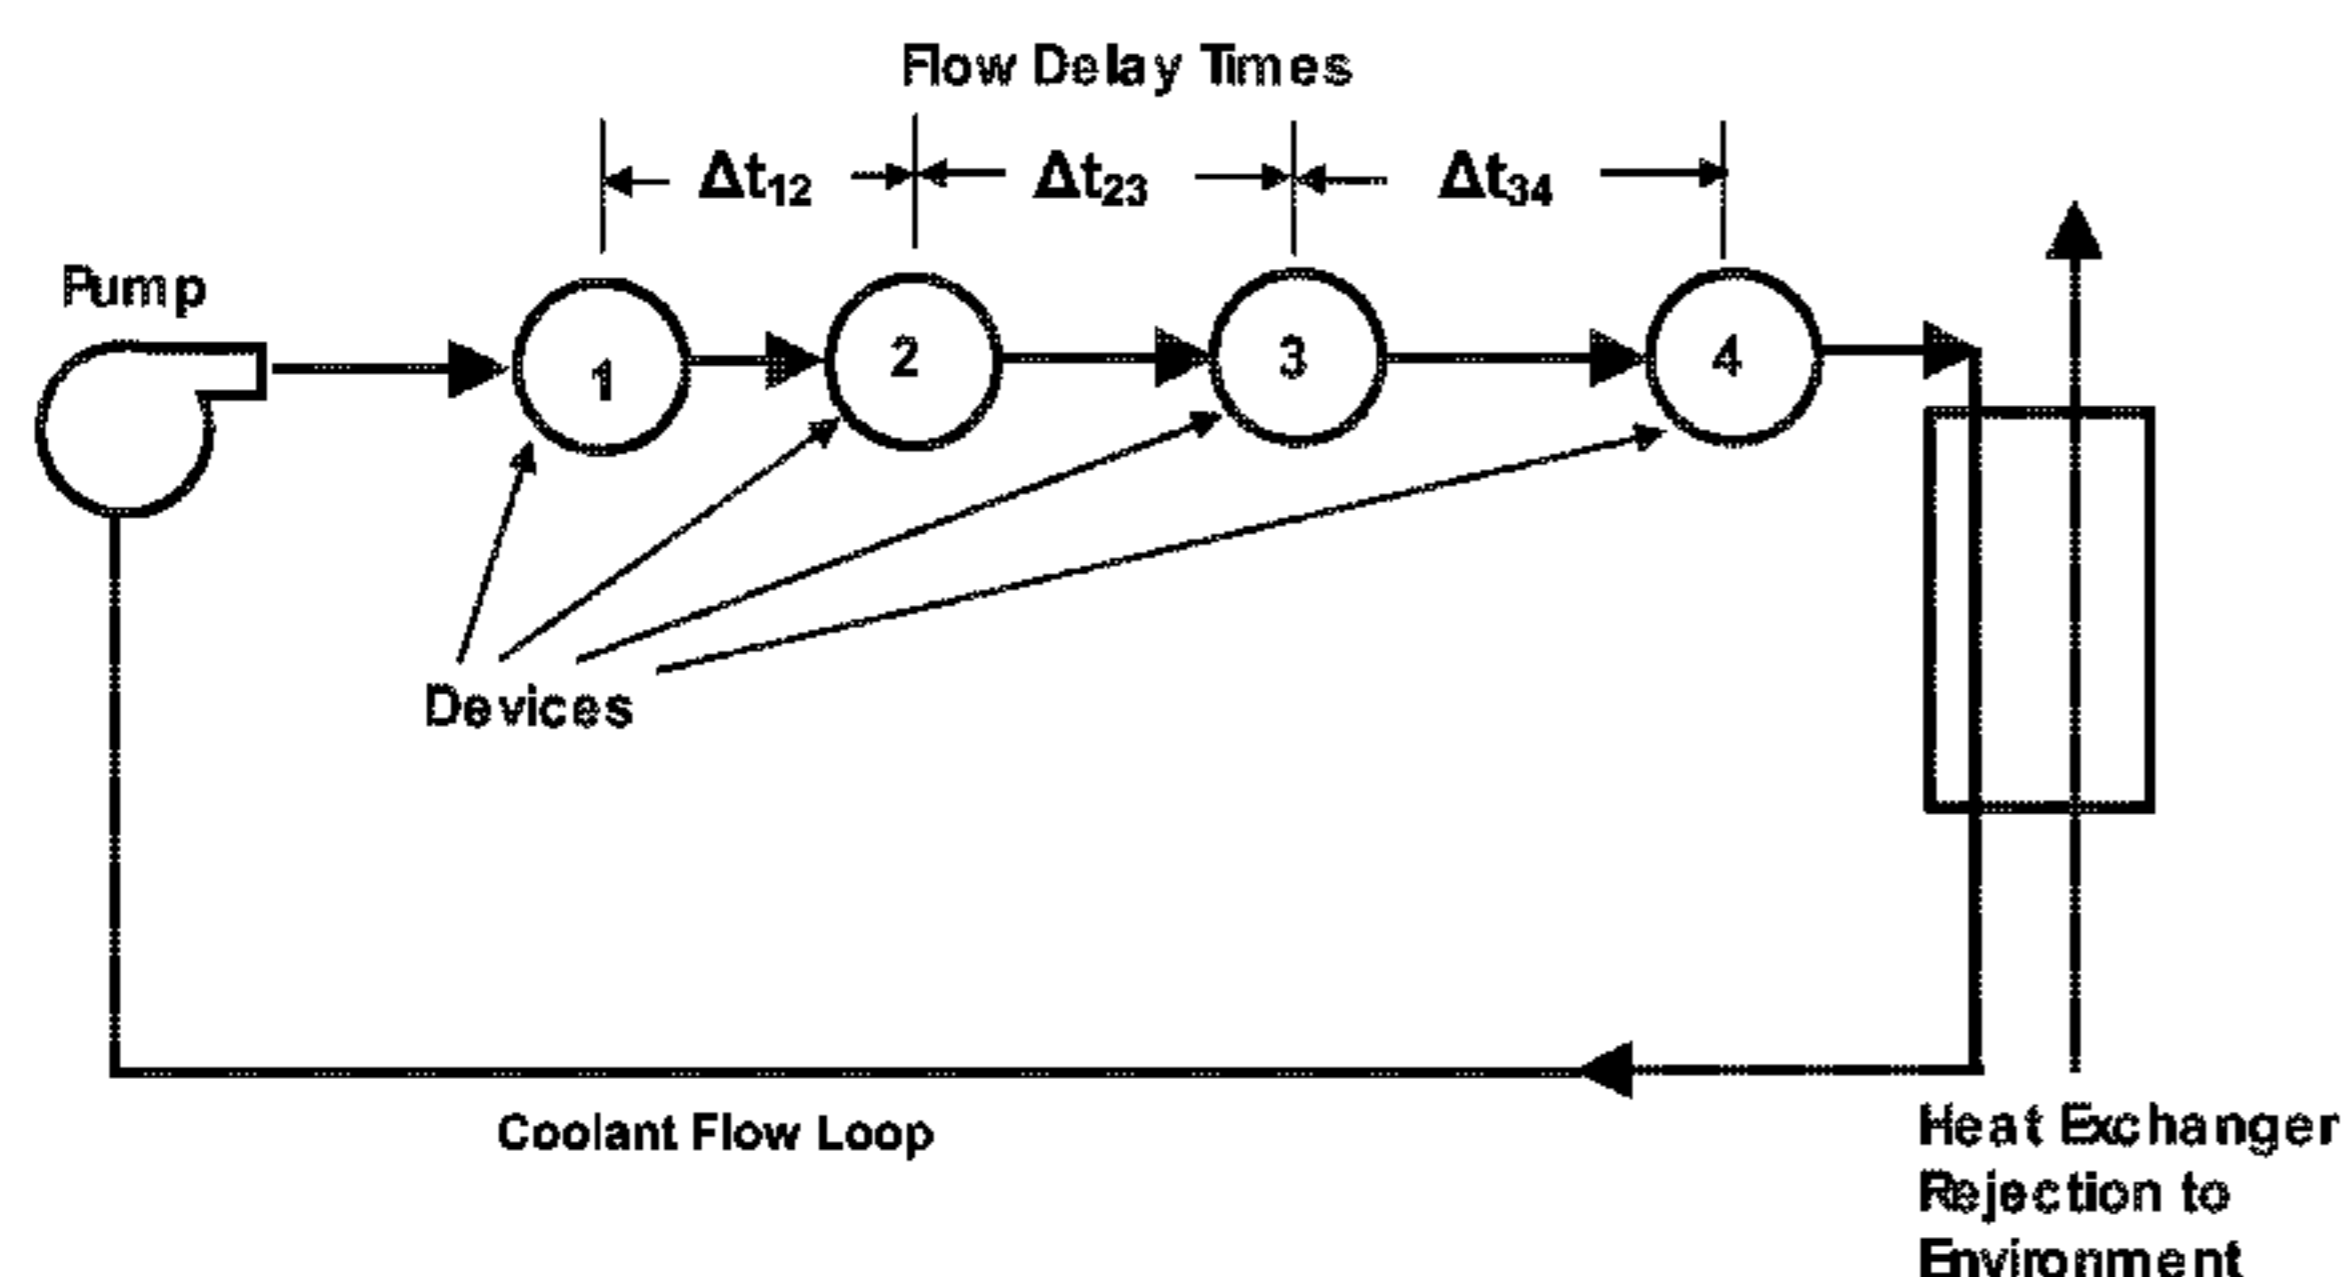 Flow Delay Times
Δt12 Δt23 Δt34
Pump
1 2 3 4
Devices
Coolant Flow Loop
Heat Exchanger
Rejection to
Environment